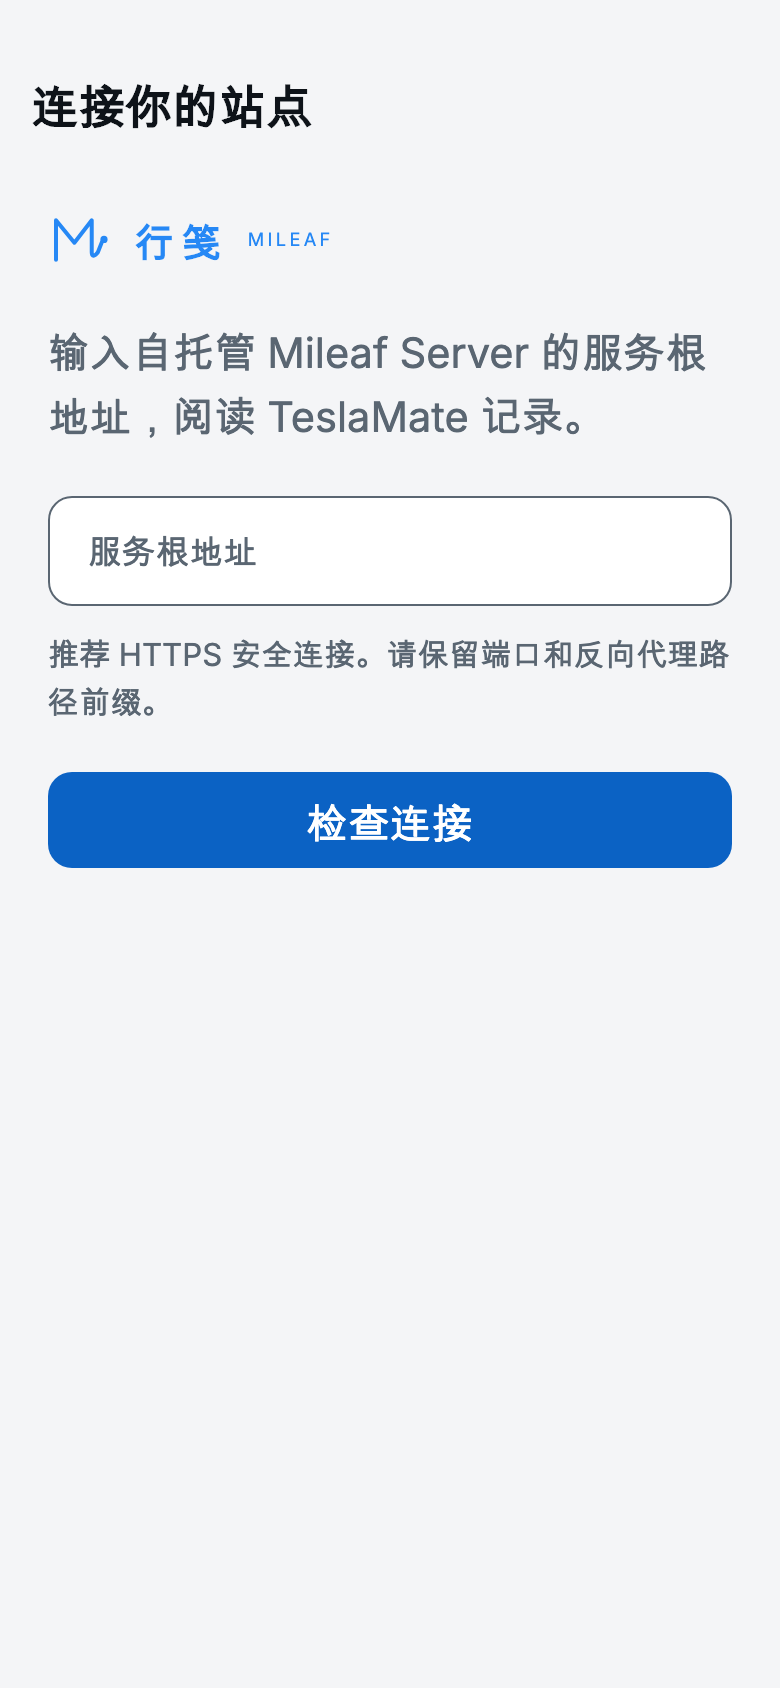 连接你的站点
行笺 MILEAF
输入自托管 Mileaf Server 的服务根
地址，阅读 TeslaMate 记录。
服务根地址
推荐 HTTPS 安全连接。请保留端口和反向代理路
径前缀。
检查连接